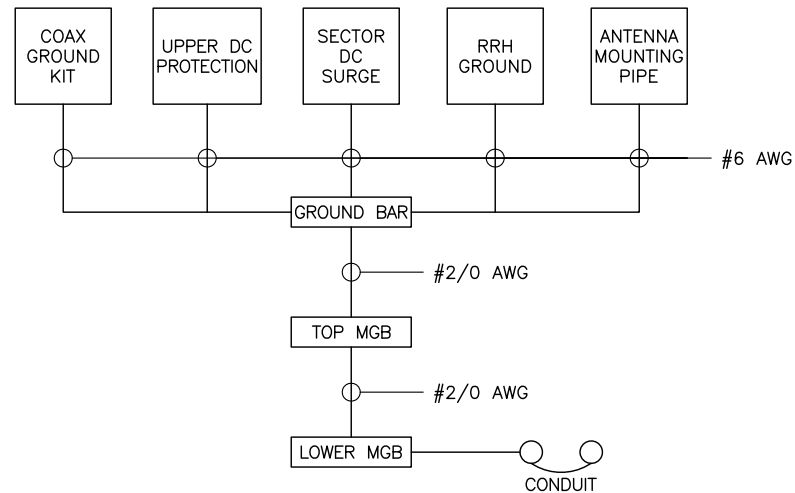 COAX
GROUND
KIT
UPPER DC
PROTECTION
SECTOR
DC
SURGE
RRH
GROUND
ANTENNA
MOUNTING
PIPE
#6 AWG
GROUND BAR
#2/0 AWG
TOP MGB
#2/0 AWG
LOWER MGB
CONDUIT